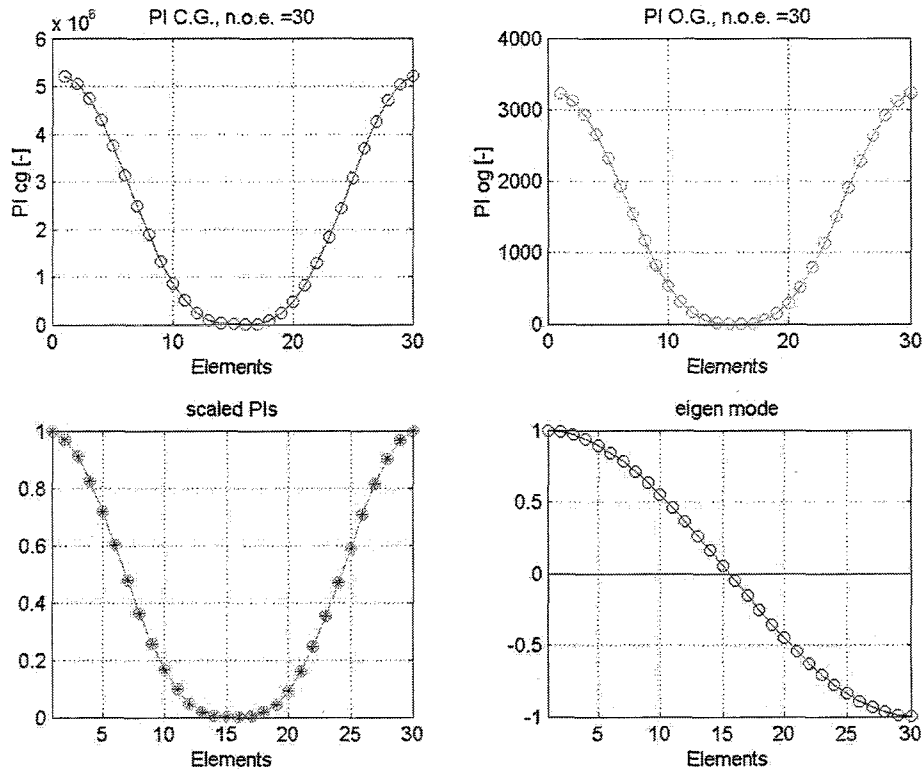 x 10^6
PI C.G., n.o.e. =30
6
5
4
3
2
1
0
PI cg [-]
0 10 20 30
Elements
PI O.G., n.o.e. =30
4000
3000
2000
1000
0
PI og [-]
0 10 20 30
Elements
scaled PIs
1
0.8
0.6
0.4
0.2
0
5 10 15 20 25 30
Elements
eigen mode
1
0.5
0
-0.5
-1
5 10 15 20 25 30
Elements